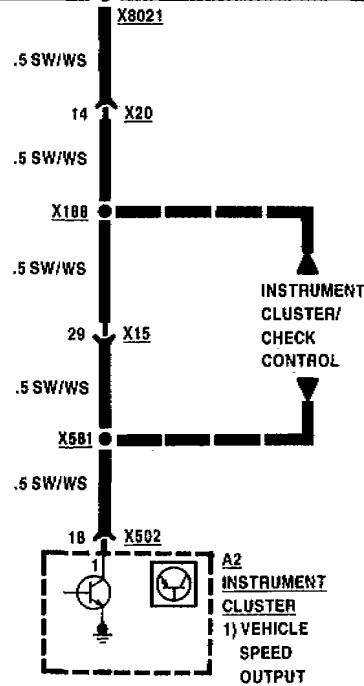 X8021
.5 SW/WS
14 X20
.5 SW/WS
X188
.5 SW/WS
INSTRUMENT
CLUSTER/
CHECK
CONTROL
29 X15
.5 SW/WS
X581
.5 SW/WS
18 X502
1
A2
INSTRUMENT
CLUSTER
1) VEHICLE
SPEED
OUTPUT